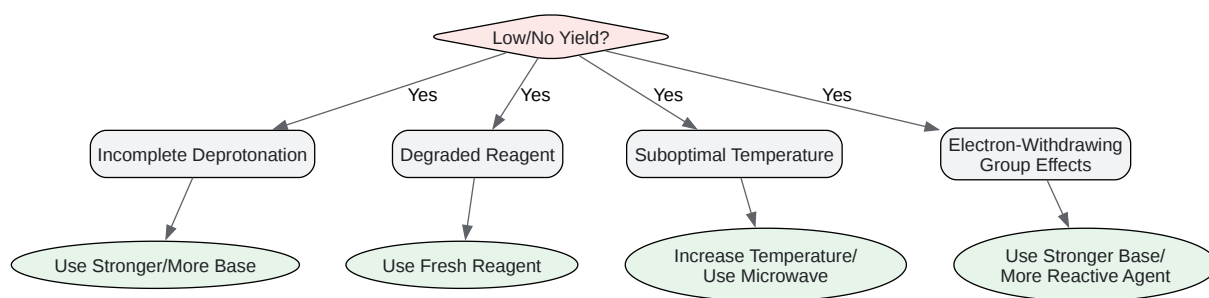 Low/No Yield?
Yes
Yes
Yes
Yes
Incomplete Deprotonation
Degraded Reagent
Suboptimal Temperature
Electron-Withdrawing
Group Effects
Use Stronger/More Base
Use Fresh Reagent
Increase Temperature/
Use Microwave
Use Stronger Base/
More Reactive Agent